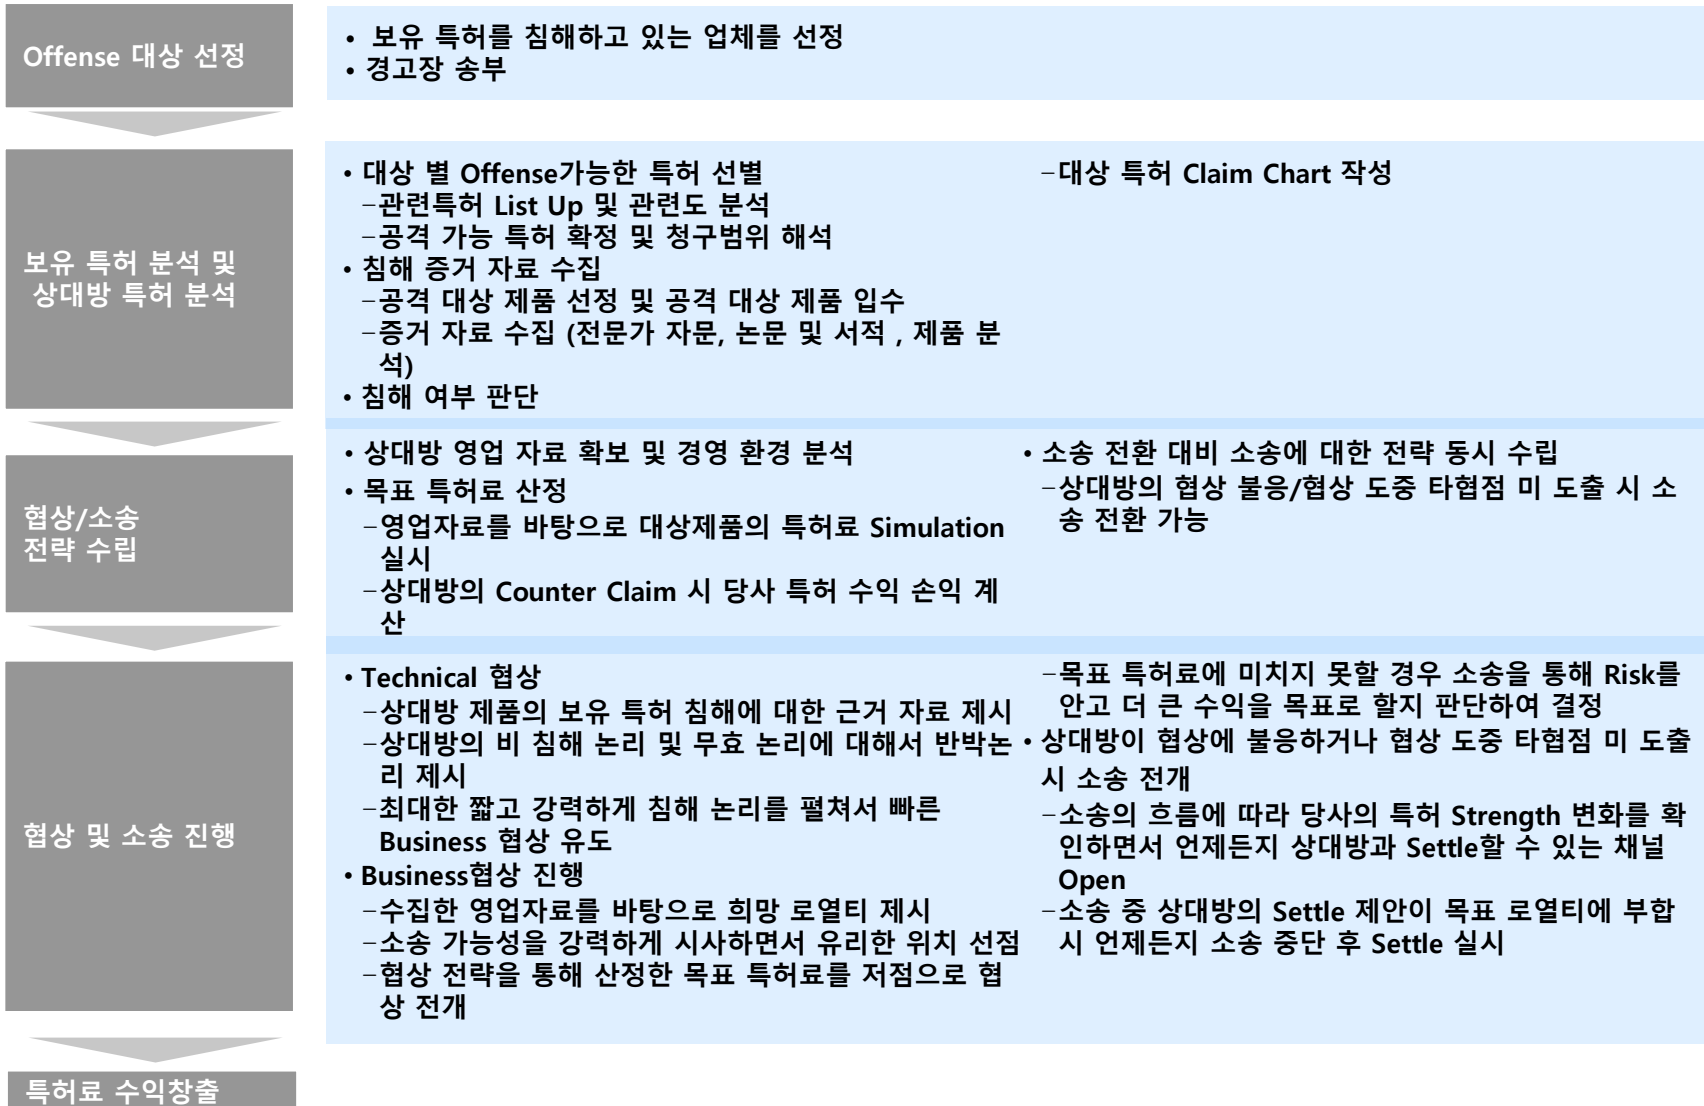 Offense 대상 선정
• 보유 특허를 침해하고 있는 업체를 선정
• 경고장 송부
보유 특허 분석 및
상대방 특허 분석
• 대상 별 Offense가능한 특허 선별
–관련특허 List Up 및 관련도 분석
–공격 가능 특허 확정 및 청구범위 해석
• 침해 증거 자료 수집
–공격 대상 제품 선정 및 공격 대상 제품 입수
–증거 자료 수집 (전문가 자문, 논문 및 서적 , 제품 분
석)
• 침해 여부 판단
–대상 특허 Claim Chart 작성
협상/소송
전략 수립
• 상대방 영업 자료 확보 및 경영 환경 분석
• 목표 특허료 산정
–영업자료를 바탕으로 대상제품의 특허료 Simulation
실시
–상대방의 Counter Claim 시 당사 특허 수익 손익 계
산
• 소송 전환 대비 소송에 대한 전략 동시 수립
–상대방의 협상 불응/협상 도중 타협점 미 도출 시 소
송 전환 가능
협상 및 소송 진행
• Technical 협상
–상대방 제품의 보유 특허 침해에 대한 근거 자료 제시
–상대방의 비 침해 논리 및 무효 논리에 대해서 반박논
리 제시
–최대한 짧고 강력하게 침해 논리를 펼쳐서 빠른
Business 협상 유도
• Business협상 진행
–수집한 영업자료를 바탕으로 희망 로열티 제시
–소송 가능성을 강력하게 시사하면서 유리한 위치 선점
–협상 전략을 통해 산정한 목표 특허료를 저점으로 협
상 전개
–목표 특허료에 미치지 못할 경우 소송을 통해 Risk를
안고 더 큰 수익을 목표로 할지 판단하여 결정
• 상대방이 협상에 불응하거나 협상 도중 타협점 미 도출
시 소송 전개
–소송의 흐름에 따라 당사의 특허 Strength 변화를 확
인하면서 언제든지 상대방과 Settle할 수 있는 채널
Open
–소송 중 상대방의 Settle 제안이 목표 로열티에 부합
시 언제든지 소송 중단 후 Settle 실시
특허료 수익창출